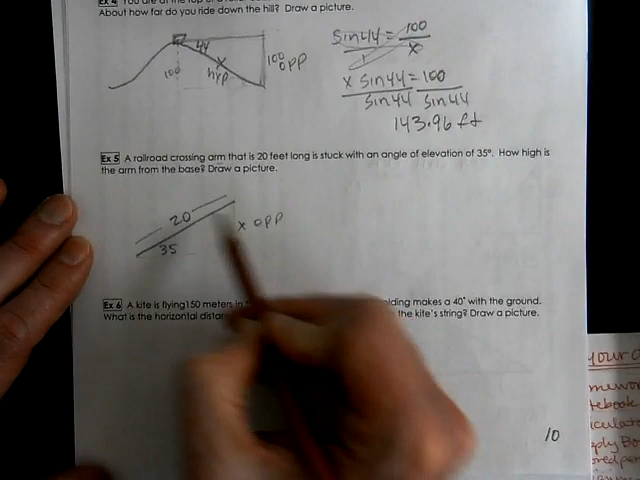 About how far do you ride down the hill? Draw a picture.
44
x
hyp
100
100 opp
sin44 = 100
1 x
x sin44 = 100
sin44 sin44
143.96 ft
Ex 5 A railroad crossing arm that is 20 feet long is stuck with an angle of elevation of 35°. How high is
the arm from the base? Draw a picture.
20
35
x opp
Ex 6 A kite is flying 150 meters in lding makes a 40° with the ground.
What is the horizontal distan the kite's string? Draw a picture.
10
your